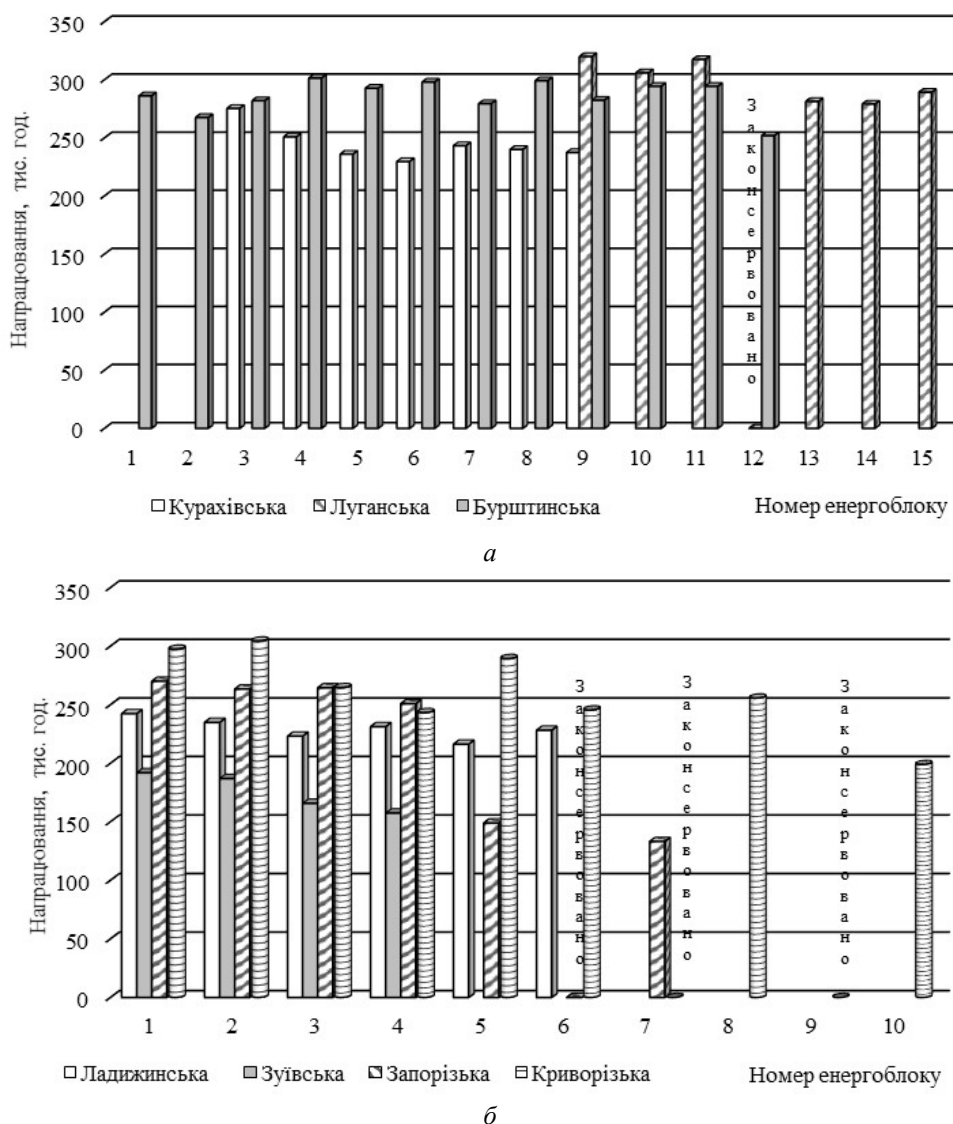 350
300
250
200
150
100
50
0
Напрацювання, тис. год.
Законсервовано
1 2 3 4 5 6 7 8 9 10 11 12 13 14 15
Курахівська Луганська Бурштинська Номер енергоблоку
а
350
300
250
200
150
100
50
0
Напрацювання, тис. год.
Законсервовано
Законсервовано
Законсервовано
1 2 3 4 5 6 7 8 9 10
Ладижинська Зуївська Запорізька Криворізька Номер енергоблоку
б